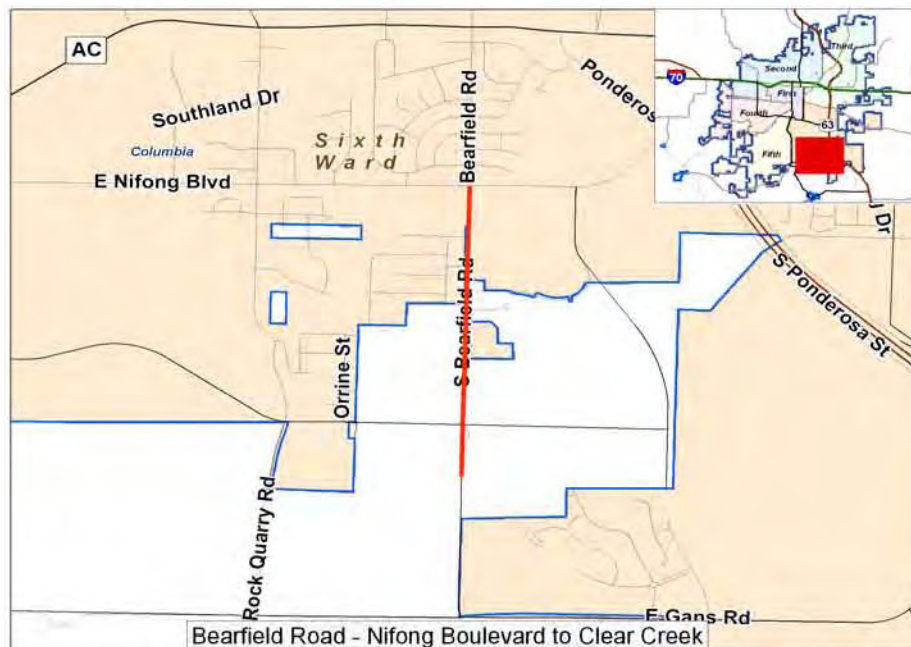 AC
Southland Dr
Columbia
Sixth
Ward
E Nifong Blvd
Bearfield Rd
S Bearfield Rd
Orrine St
Rock Quarry Rd
S Ponderosa St
E Gans Rd
Third
Second
70
First
Fourth
63
Fifth
Dr
Bearfield Road - Nifong Boulevard to Clear Creek